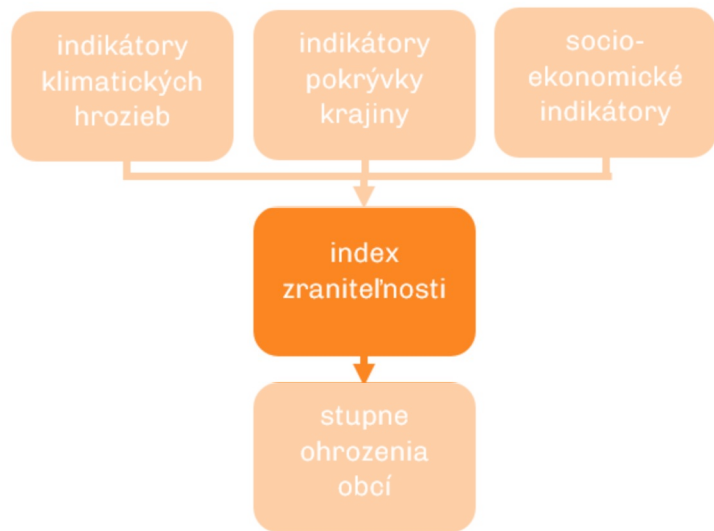 indikátory
klimatických
hrozieb
indikátory
pokrývky
krajiny
socio-
ekonomické
indikátory
index
zraniteľnosti
stupne
ohrozenia
obcí